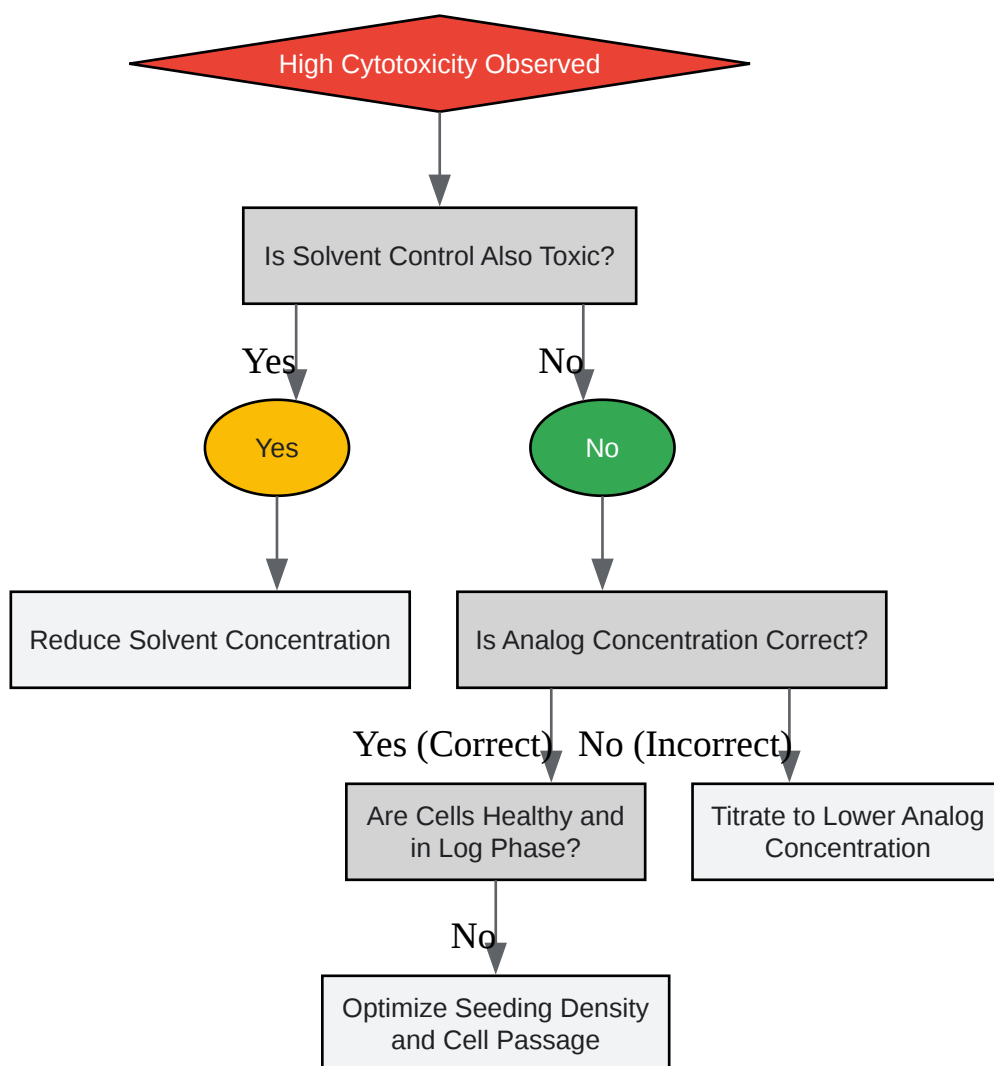 High Cytotoxicity Observed
Is Solvent Control Also Toxic?
Yes
No
Yes
No
Reduce Solvent Concentration
Is Analog Concentration Correct?
Yes (Correct)
No (Incorrect)
Are Cells Healthy and
in Log Phase?
Titrate to Lower Analog
Concentration
No
Optimize Seeding Density
and Cell Passage